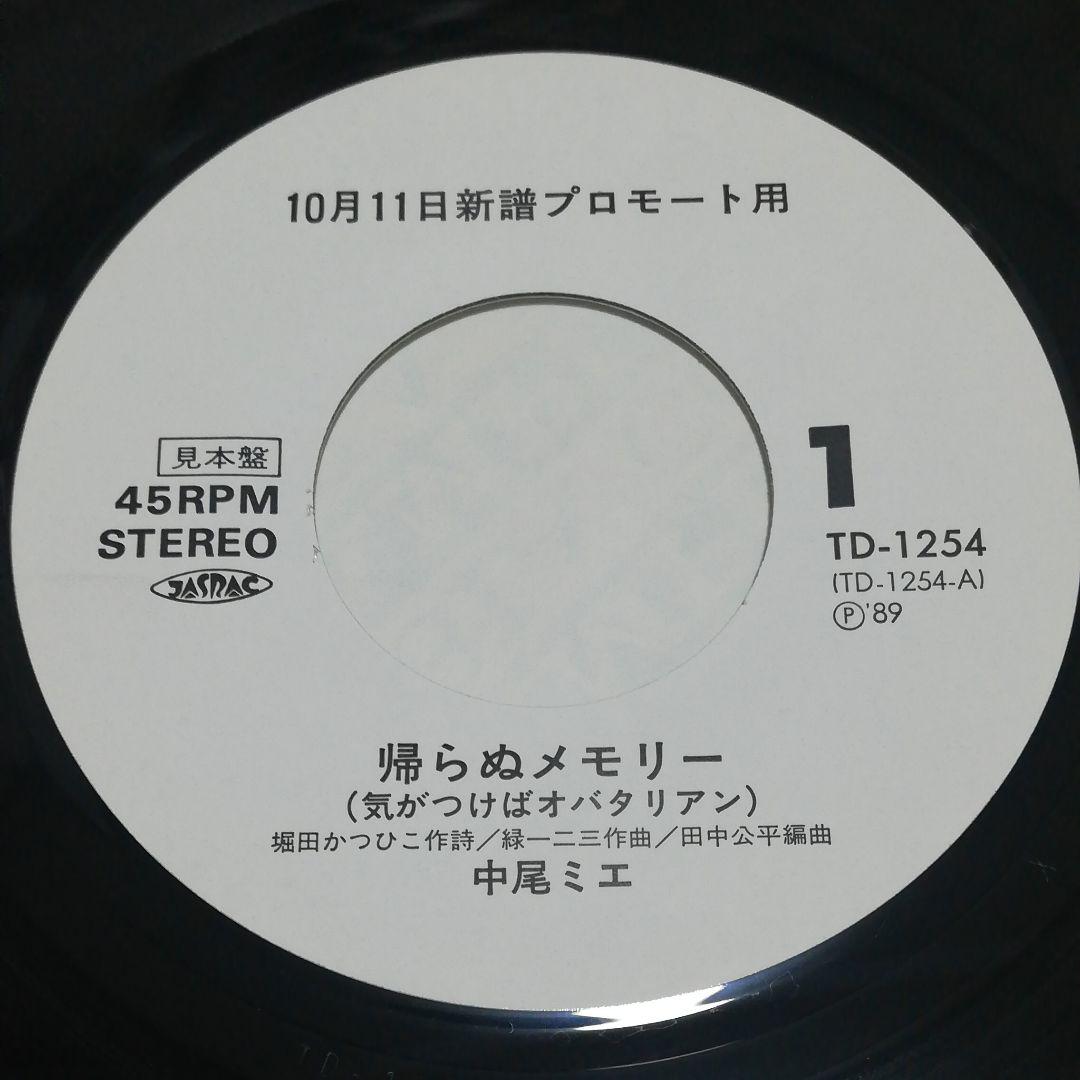 10月11日新譜プロモート用
見本盤
45RPM
STEREO
JASRAC
1
TD-1254
(TD-1254-A)
Ⓟ'89
帰らぬメモリー
(気がつけばオバタリアン)
堀田かつひこ作詩/緑一二三作曲/田中公平編曲
中尾ミエ